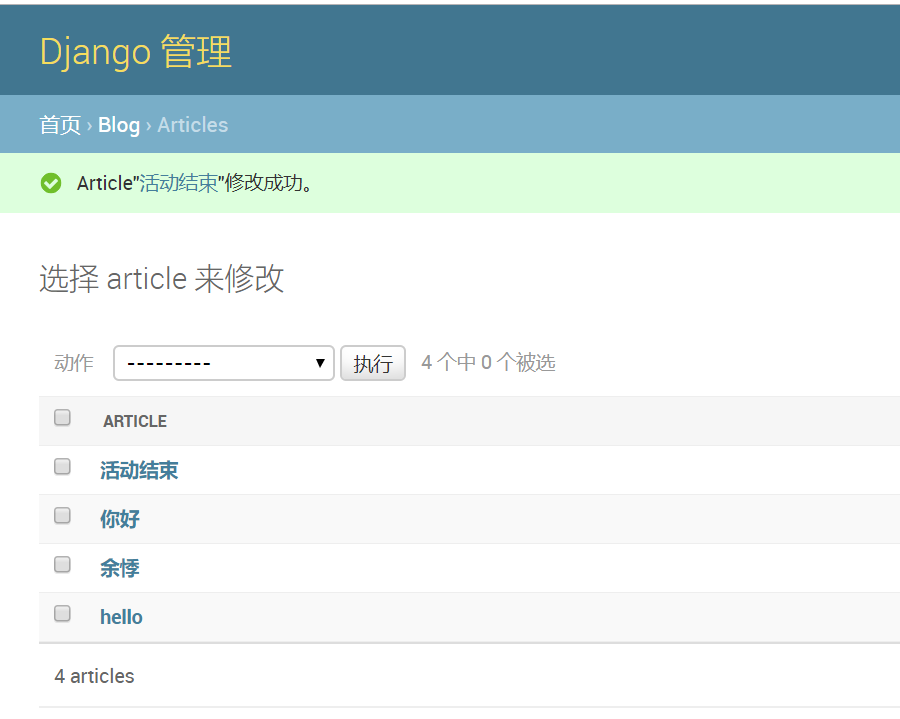 Django 管理
首页 › Blog › Articles
Article"活动结束"修改成功。
选择 article 来修改
动作 --------- 执行 4 个中 0 个被选
ARTICLE
活动结束
你好
余悸
hello
4 articles